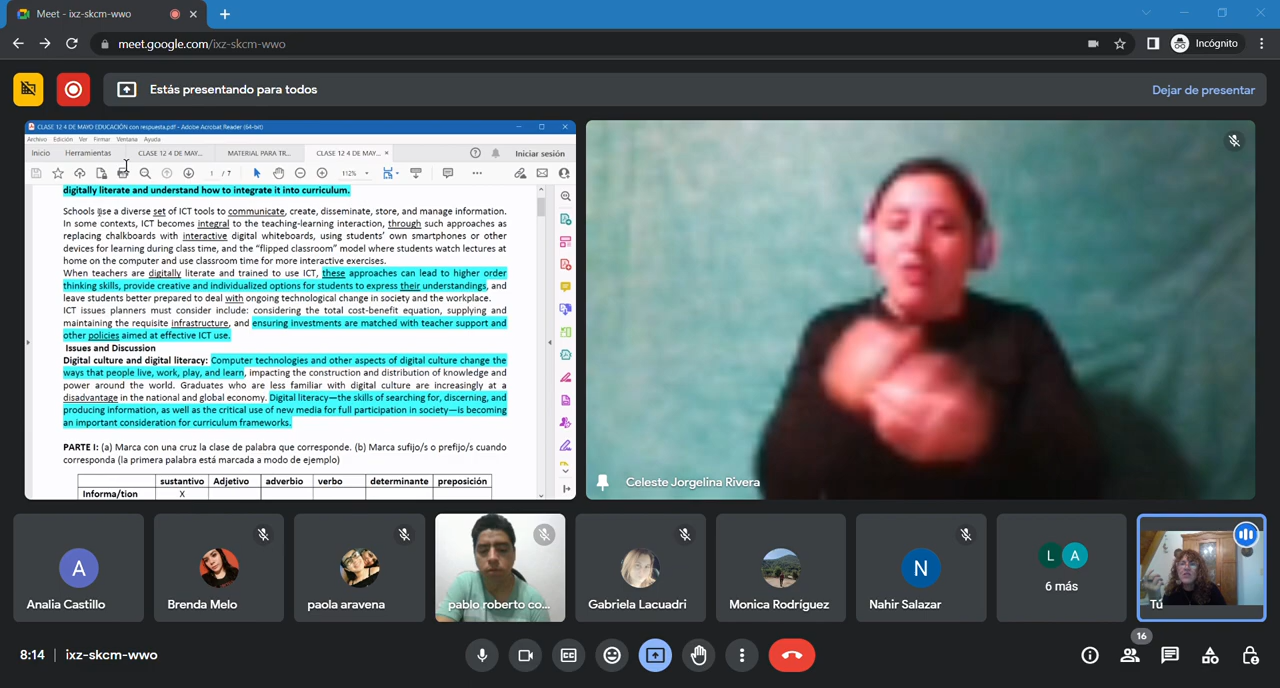 Meet - ixz-skcm-wwo
meet.google.com/ixz-skcm-wwo
Incógnito
Estás presentando para todos
Dejar de presentar
CLASE 12 4 DE MAYO EDUCACIÓN con respuesta.pdf - Adobe Acrobat Reader (64-bit)
Archivo Edición Ver Firmar Ventana Ayuda
Inicio Herramientas CLASE 12 4 DE MAY... MATERIAL PARA TR... CLASE 12 4 DE MAY... Iniciar sesión
1 / 7 112%
digitally literate and understand how to integrate it into curriculum.
Schools use a diverse set of ICT tools to communicate, create, disseminate, store, and manage information.
In some contexts, ICT becomes integral to the teaching-learning interaction, through such approaches as
replacing chalkboards with interactive digital whiteboards, using students' own smartphones or other
devices for learning during class time, and the "flipped classroom" model where students watch lectures at
home on the computer and use classroom time for more interactive exercises.
When teachers are digitally literate and trained to use ICT, these approaches can lead to higher order
thinking skills, provide creative and individualized options for students to express their understandings, and
leave students better prepared to deal with ongoing technological change in society and the workplace.
ICT issues planners must consider include: considering the total cost-benefit equation, supplying and
maintaining the requisite infrastructure, and ensuring investments are matched with teacher support and
other policies aimed at effective ICT use.
Issues and Discussion
Digital culture and digital literacy: Computer technologies and other aspects of digital culture change the
ways that people live, work, play, and learn, impacting the construction and distribution of knowledge and
power around the world. Graduates who are less familiar with digital culture are increasingly at a
disadvantage in the national and global economy. Digital literacy—the skills of searching for, discerning, and
producing information, as well as the critical use of new media for full participation in society—is becoming
an important consideration for curriculum frameworks.
PARTE I: (a) Marca con una cruz la clase de palabra que corresponde. (b) Marca sufijo/s o prefijo/s cuando
corresponda (la primera palabra está marcada a modo de ejemplo)
sustantivo Adjetivo adverbio verbo determinante preposición
Informa/tion X
Celeste Jorgelina Rivera
A
N
L A
6 más
Analia Castillo
Brenda Melo
paola aravena
pablo roberto co...
Gabriela Lacuadri
Monica Rodríguez
Nahir Salazar
Tú
16
8:14 ixz-skcm-wwo